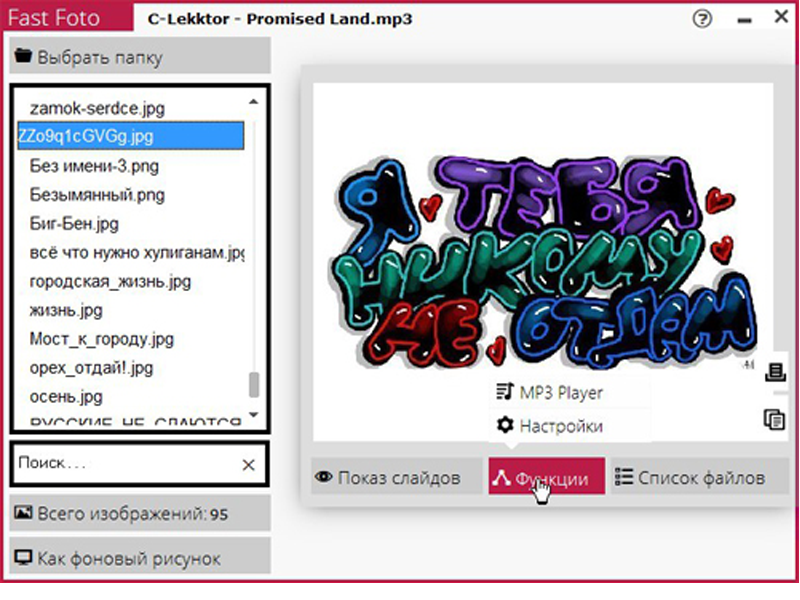 Fast Foto
C-Lekktor - Promised Land.mp3
Выбрать папку
zamok-serdce.jpg
ZZo9q1cGVGg.jpg
Без имени-3.png
Безымянный.png
Биг-Бен.jpg
всё что нужно хулиганам.jpg
городская_жизнь.jpg
жизнь.jpg
Мост_к_городу.jpg
орех_отдай!.jpg
осень.jpg
РУССКИЕ_НЕ_СДАЮТСЯ
Поиск...
Всего изображений: 95
Как фоновый рисунок
Я ТЕБЯ
НИКОМУ
НЕ ОТДАМ
MP3 Player
Настройки
Показ слайдов
Функции
Список файлов